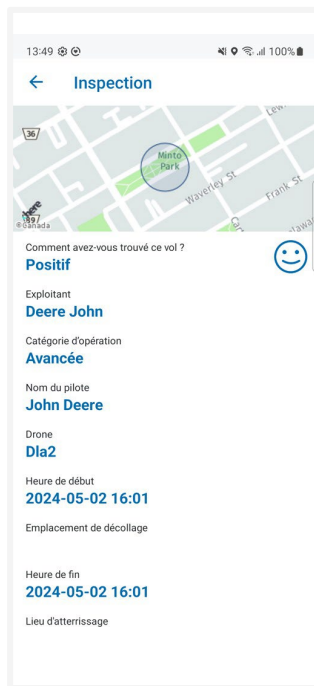 13:49
100%
Inspection
36
Minto
Park
Waverley St
Frank St
here
©anada
Comment avez-vous trouvé ce vol ?
Positif
Exploitant
Deere John
Catégorie d'opération
Avancée
Nom du pilote
John Deere
Drone
Dla2
Heure de début
2024-05-02 16:01
Emplacement de décollage
Heure de fin
2024-05-02 16:01
Lieu d'atterrissage